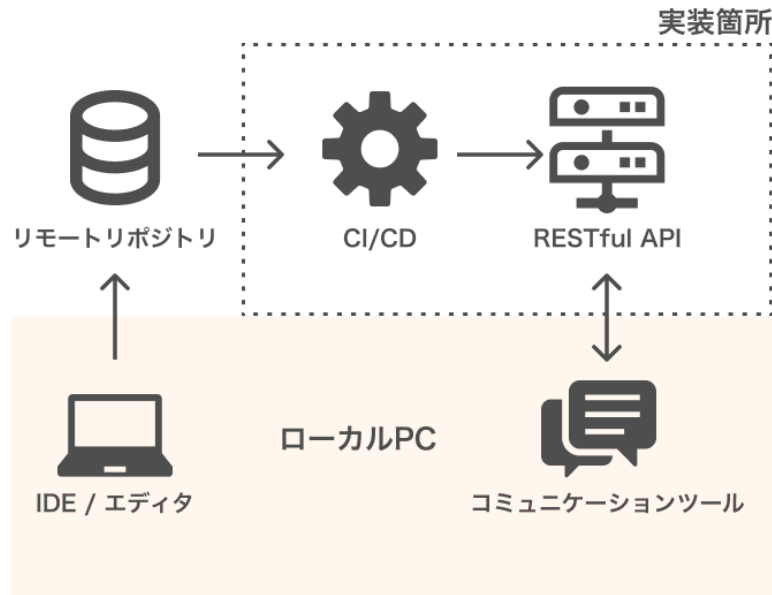 実装箇所
リモートリポジトリ
CI/CD
RESTful API
ローカルPC
IDE / エディタ
コミュニケーションツール